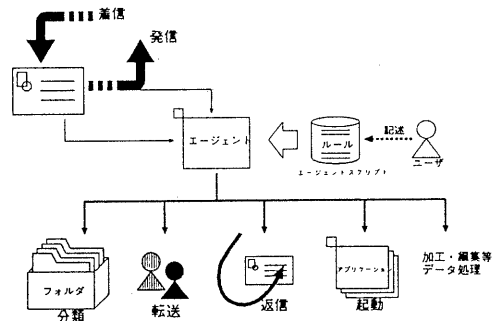 着信
発信
エージェント
ルール
記述
ユーザ
エージェントスクリプト
フォルダ
分類
転送
返信
アプリケーション
起動
加工・編集等
データ処理